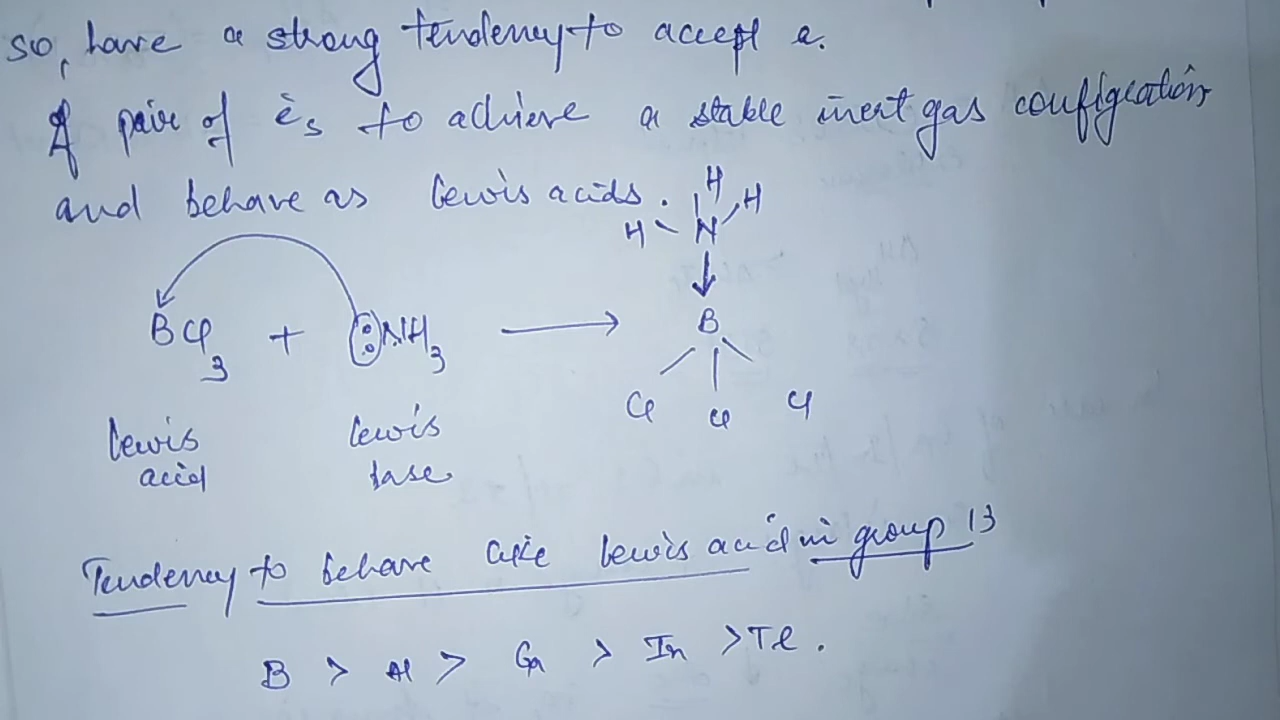 so, have a strong tendency to accept a.
A pair of ēs to achieve a stable inert gas configration
and behave as lewis acids.
H
H
H N
BCl3 + :NH3 ⟶ B
Cl Cl Cl
lewis acid
lewis base
Tendency to behave like lewis acid in group 13
B > Al > Ga > In > Tl.